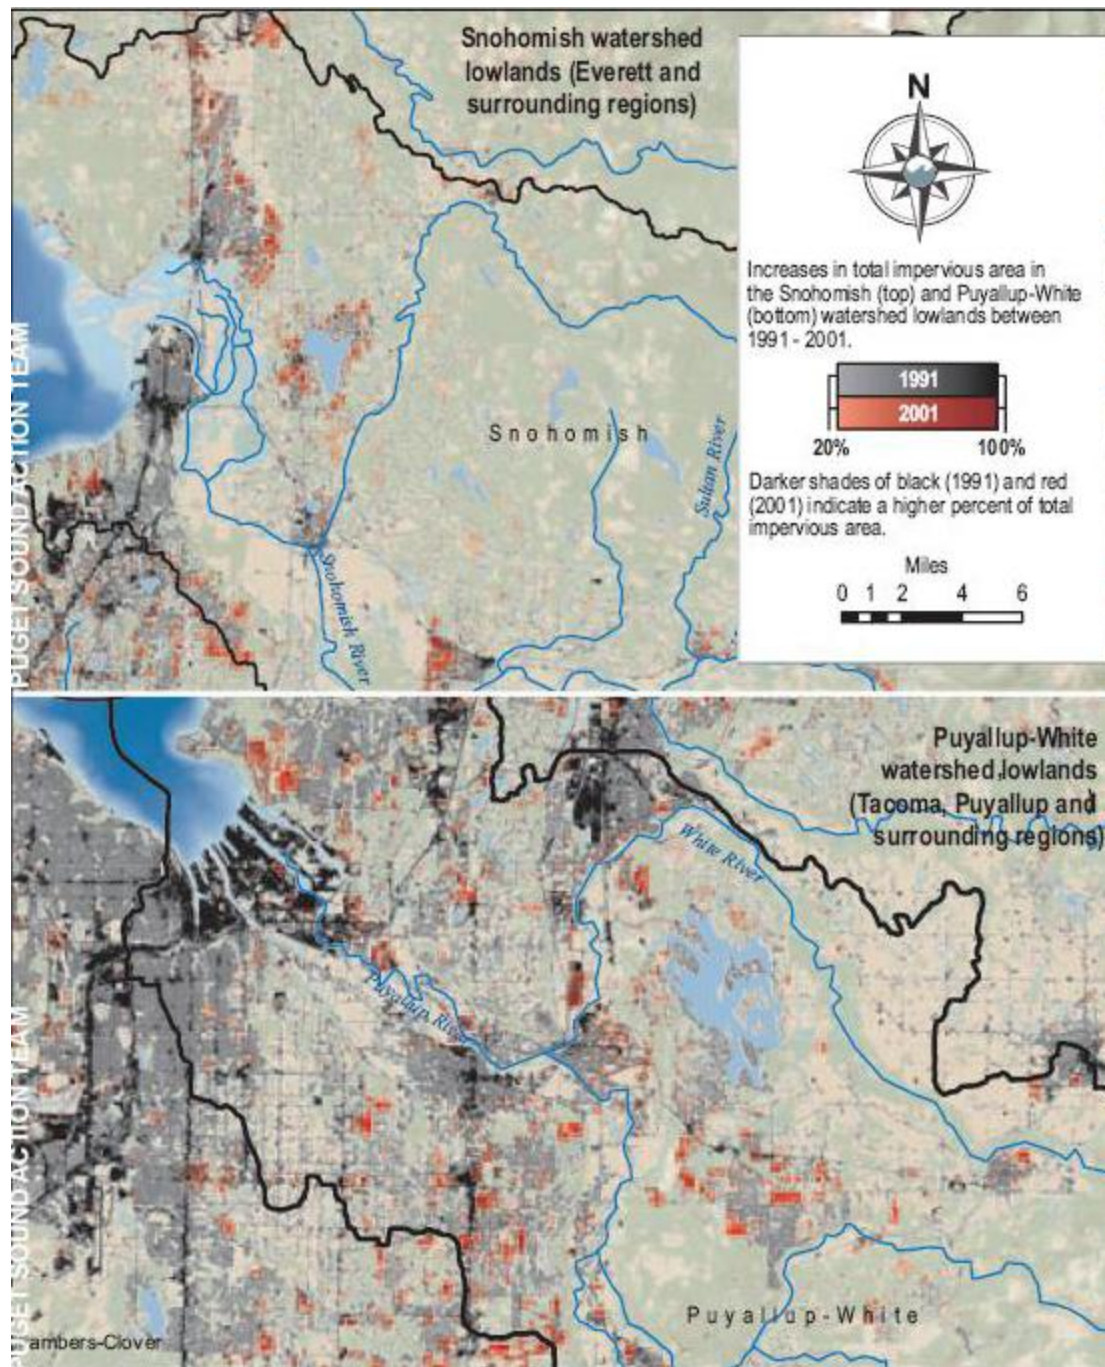 Snohomish watershed
lowlands (Everett and
surrounding regions)
N
Increases in total impervious area in
the Snohomish (top) and Puyallup-White
(bottom) watershed lowlands between
1991 - 2001.
1991
2001
20%
100%
Darker shades of black (1991) and red
(2001) indicate a higher percent of total
impervious area.
Miles
0 1 2 4 6
Snohomish
Sultan River
Snohomish River
PUGET SOUND ACTION TEAM
Puyallup-White
watershed lowlands
(Tacoma, Puyallup and
surrounding regions)
White River
Puyallup River
Puyallup-White
ambers-Clover
PUGET SOUND ACTION TEAM